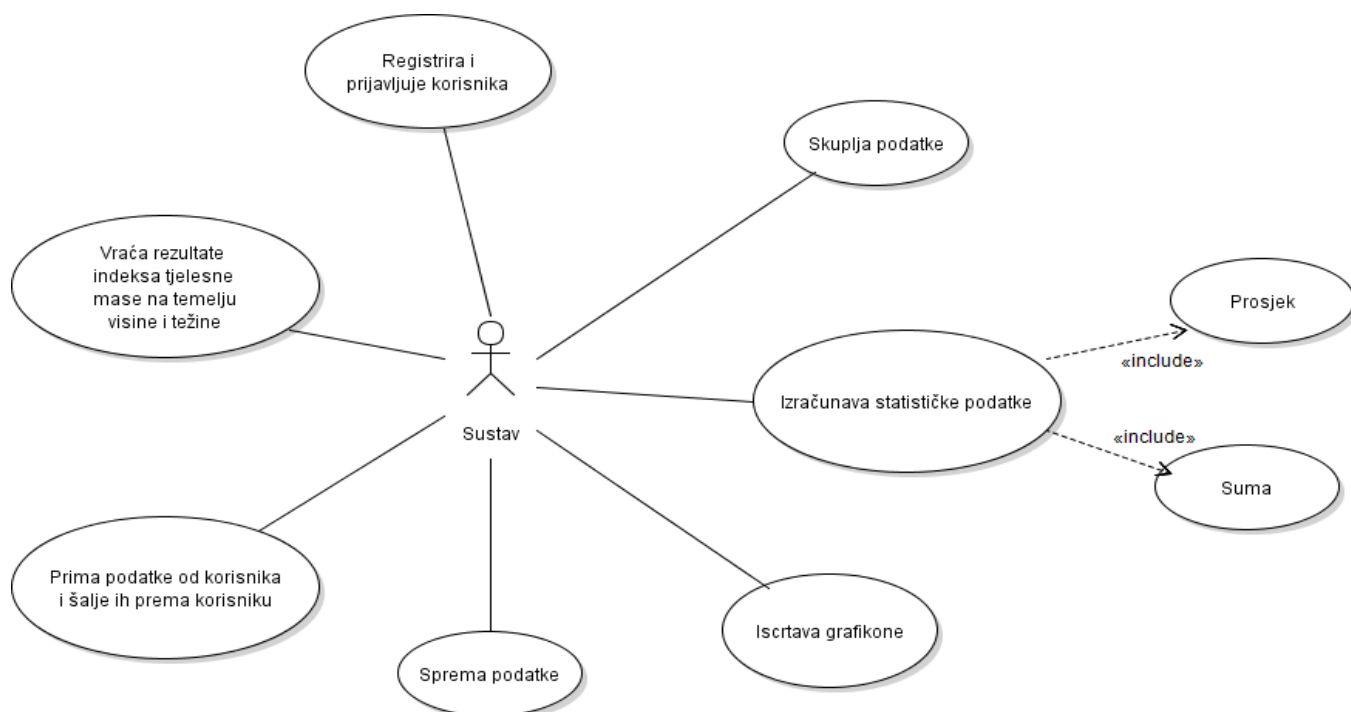 Registrira i
prijavljuje korisnika
Skuplja podatke
Vraća rezultate
indeksa tjelesne
mase na temelju
visine i težine
Prosjek
«include»
Izračunava statističke podatke
Sustav
«include»
Suma
Prima podatke od korisnika
i šalje ih prema korisniku
Iscrtava grafikone
Sprema podatke